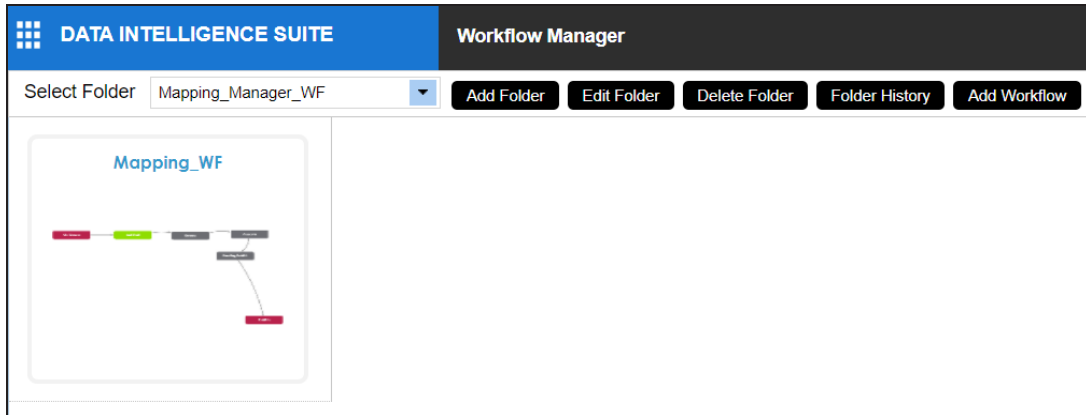 DATA INTELLIGENCE SUITE
Workflow Manager
Select Folder Mapping_Manager_WF Add Folder Edit Folder Delete Folder Folder History Add Workflow
Mapping_WF